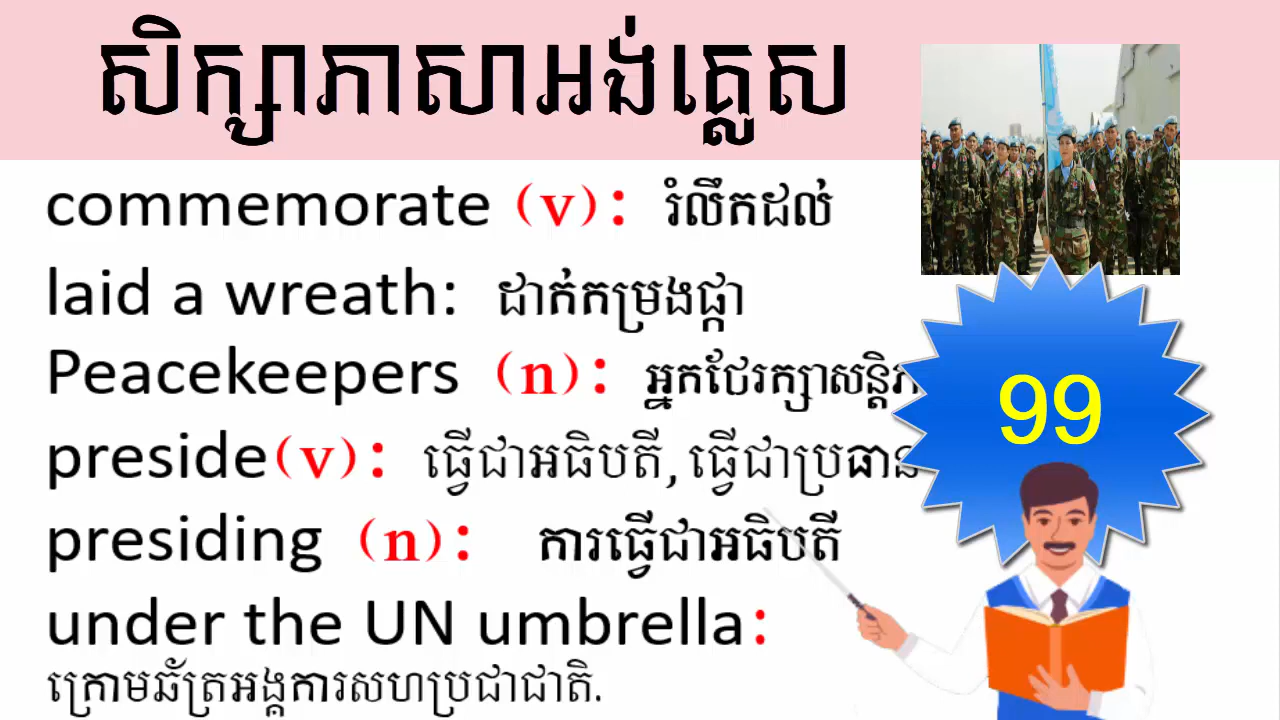 សិក្សាភាសាអង់គ្លេស
commemorate (v): រំលឹកដល់
laid a wreath: ដាក់កម្រងផ្កា
Peacekeepers (n): អ្នកថែរក្សាសន្តិភ
preside(v): ធ្វើជាអធិបតី, ធ្វើជាប្រធាន
presiding (n): ការធ្វើជាអធិបតី
under the UN umbrella:
ក្រោមឆ័ត្រអង្គការសហប្រជាជាតិ.
99